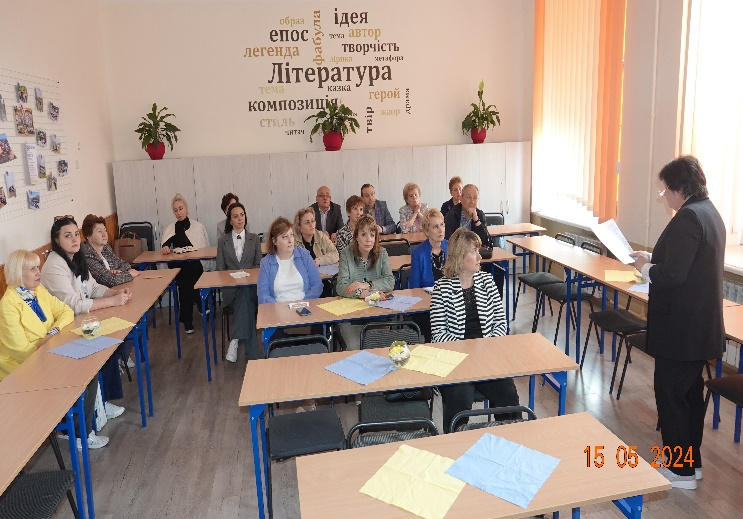 образ
ідея
епос
фабула
тема
автор
легенда
творчість
лірика
метафора
Література
тема
казка
герой
драма
композиція
стиль
твір
жанр
читач
15 05 2024